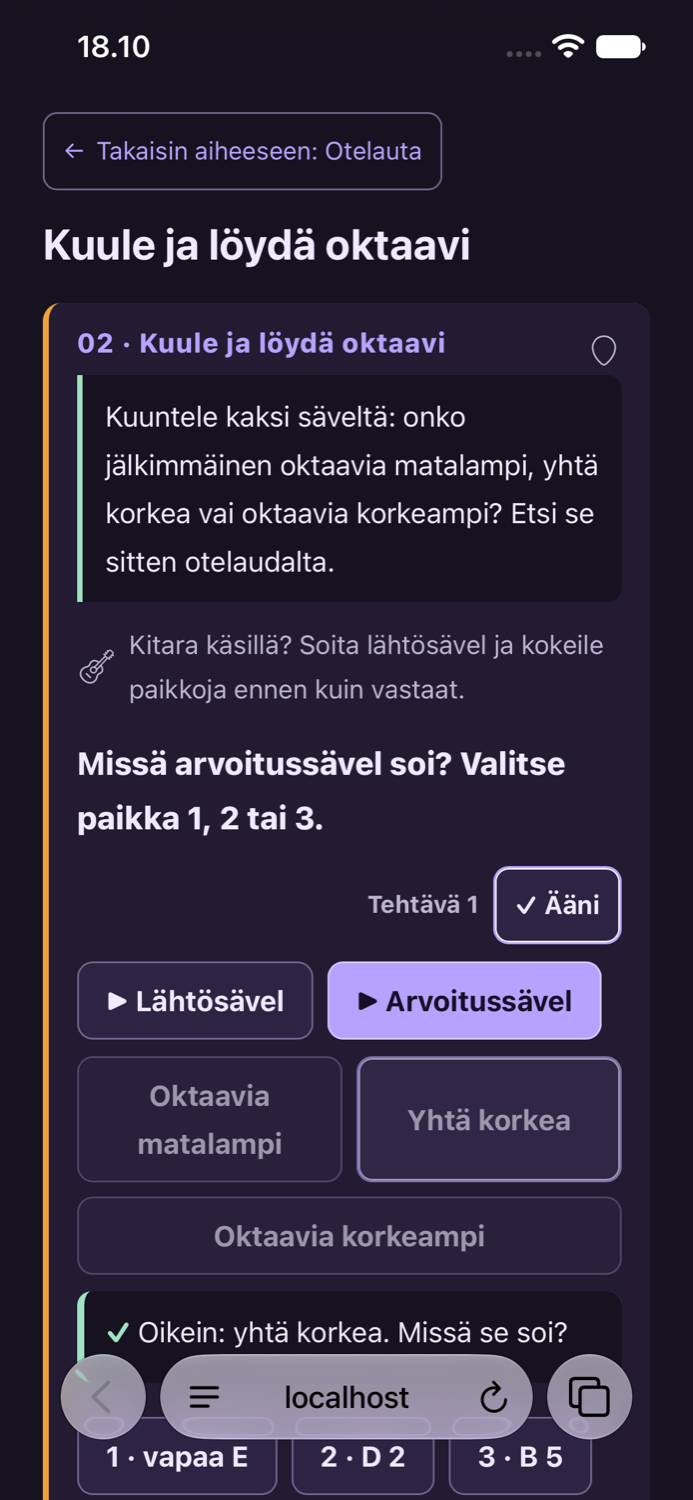 18.10
← Takaisin aiheeseen: Otelauta
Kuule ja löydä oktaavi
02 · Kuule ja löydä oktaavi
Kuuntele kaksi säveltä: onko
jälkimmäinen oktaavia matalampi, yhtä
korkea vai oktaavia korkeampi? Etsi se
sitten otelaudalta.
Kitara käsillä? Soita lähtösävel ja kokeile
paikkoja ennen kuin vastaat.
Missä arvoitussävel soi? Valitse
paikka 1, 2 tai 3.
Tehtävä 1
✓ Ääni
▶ Lähtösävel
▶ Arvoitussävel
Oktaavia
matalampi
Yhtä korkea
Oktaavia korkeampi
✓ Oikein: yhtä korkea. Missä se soi?
localhost
1 · vapaa E
2 · D 2
3 · B 5